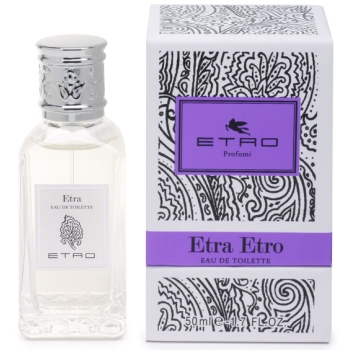 Etra
EAU DE TOILETTE
ETRO
ETRO
Profumi
Etra Etro
EAU DE TOILETTE
50ml e-1.7 FL.OZ